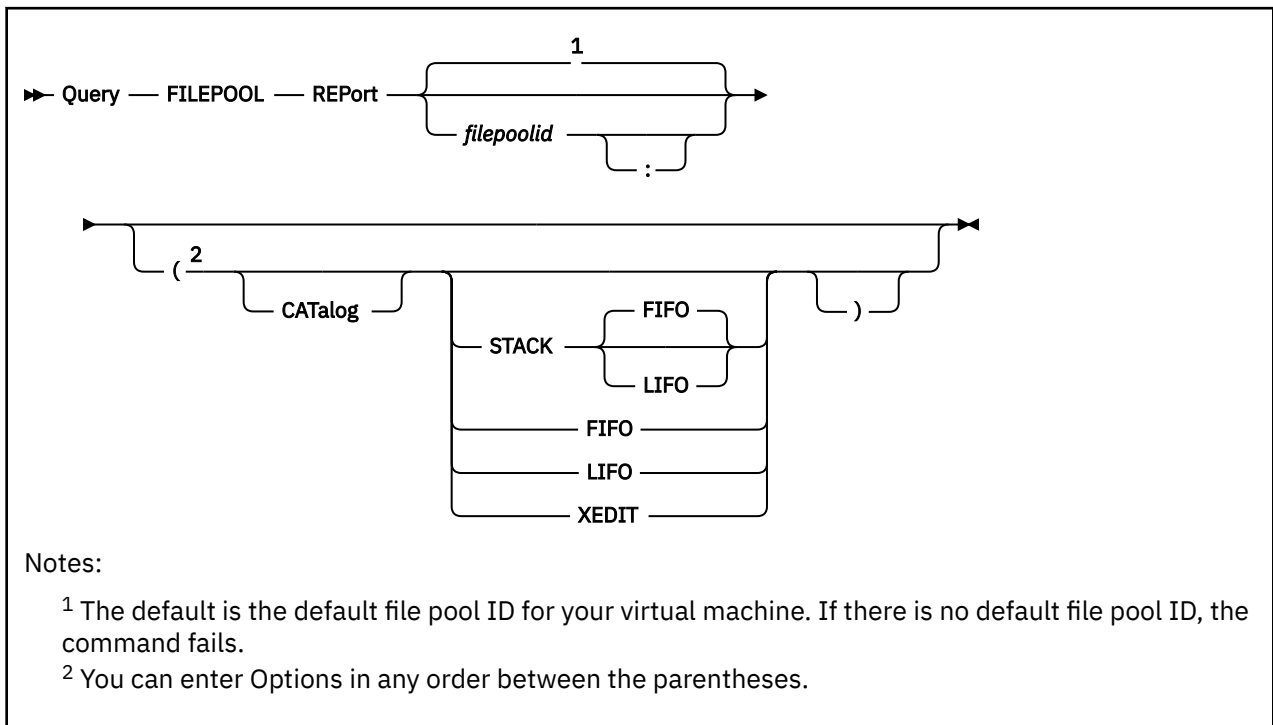 1
Query FILEPOOL REPort
filepoolid
:
( 2
CATalog
FIFO
STACK
LIFO
)
FIFO
LIFO
XEDIT
Notes:
1 The default is the default file pool ID for your virtual machine. If there is no default file pool ID, the
command fails.
2 You can enter Options in any order between the parentheses.